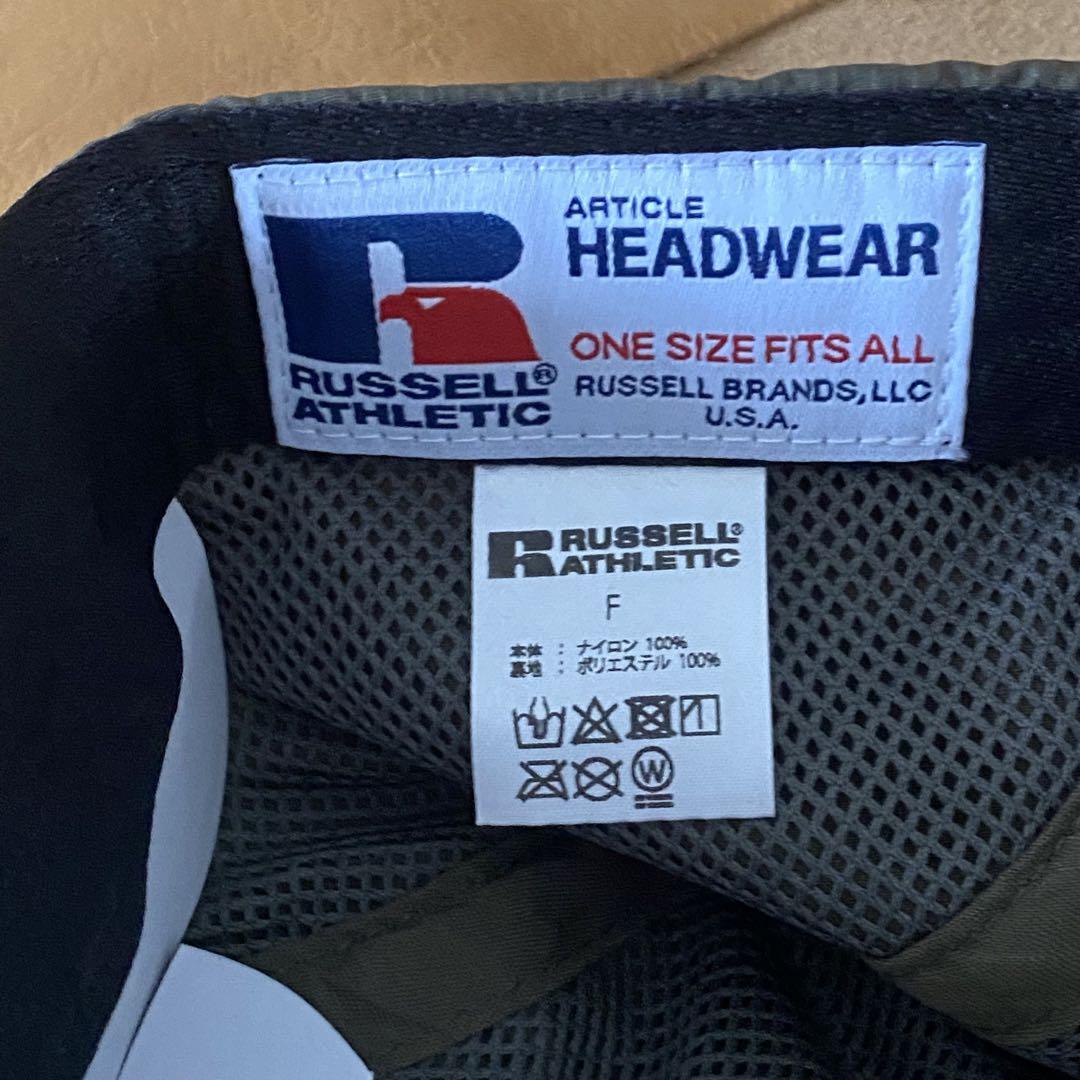 ARTICLE
HEADWEAR
ONE SIZE FITS ALL
RUSSELL BRANDS, LLC
U.S.A.
R
RUSSELL®
ATHLETIC
R RUSSELL®
ATHLETIC
F
本体 : ナイロン 100%
裏地 : ポリエステル 100%
W